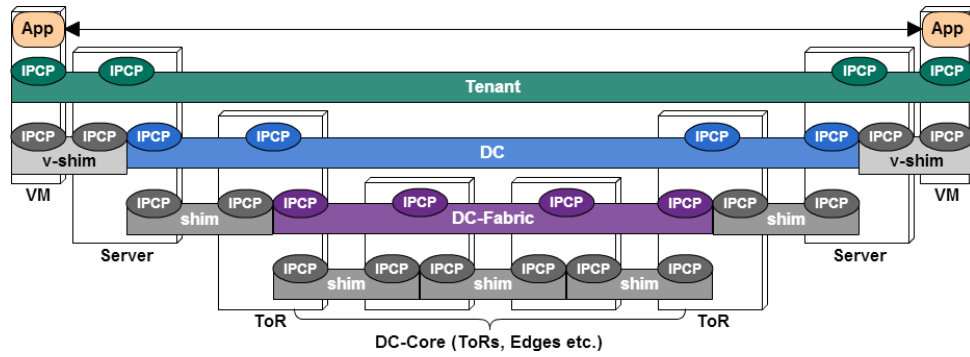 App App
IPCP IPCP IPCP IPCP
Tenant
IPCP IPCP IPCP IPCP IPCP IPCP IPCP IPCP
v-shim DC v-shim
VM VM
IPCP IPCP IPCP IPCP IPCP IPCP IPCP IPCP
shim DC-Fabric shim
Server Server
IPCP IPCP IPCP IPCP IPCP IPCP
shim shim shim
ToR ToR
DC-Core (ToRs, Edges etc.)